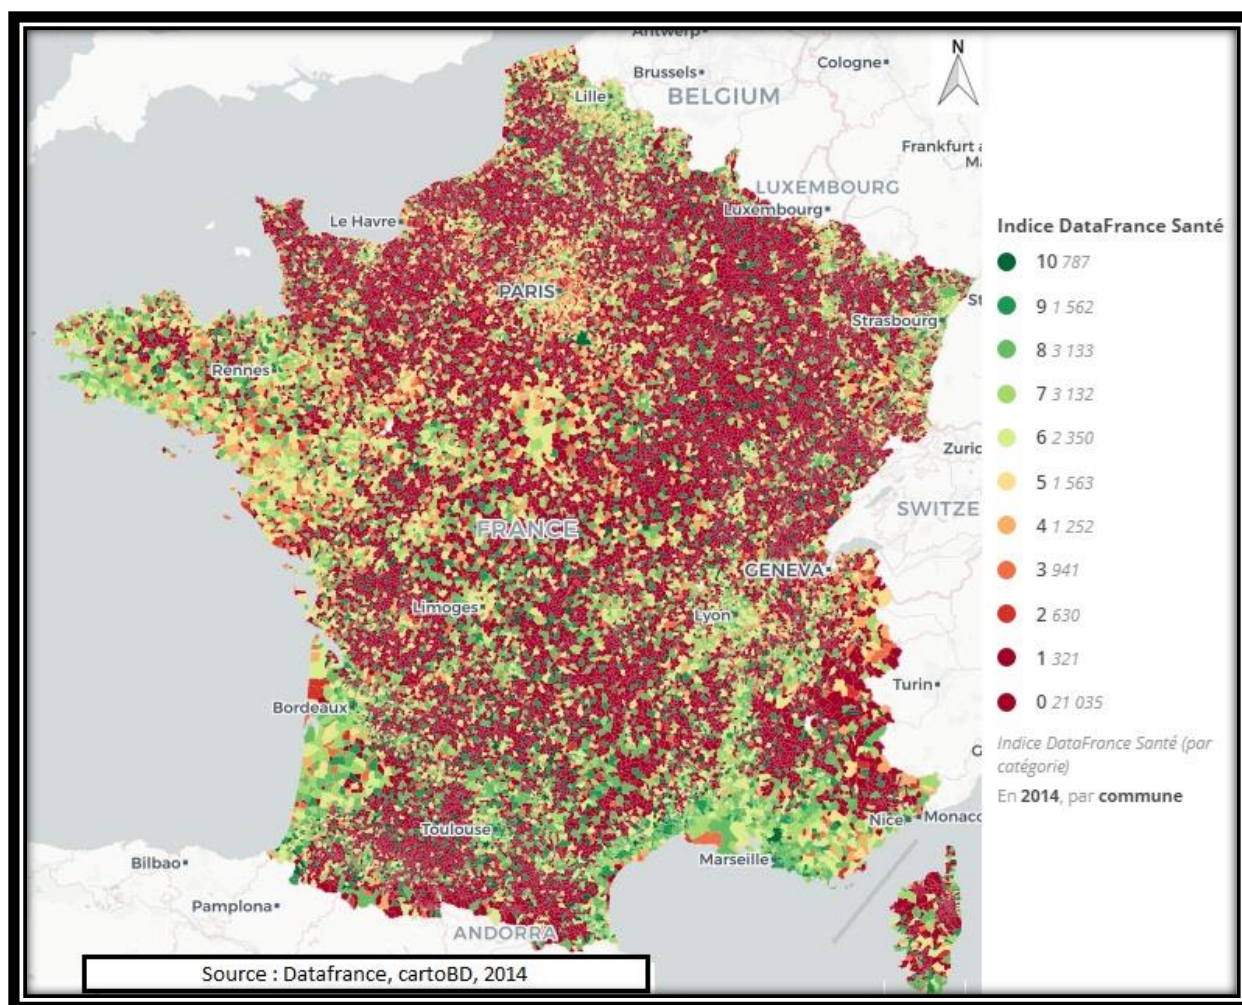 Antwerp
Brussels
Cologne
BELGIUM
Lille
N
Frankfurt a
Ma
LUXEMBOURG
Luxembourg
Le Havre
PARIS
St
Strasbourg
Rennes
Zuric
SWITZE
FRANCE
GENEVA
Limoges
Lyon
Turin
Bordeaux
G
Toulouse
Nice
Monaco
Marseille
Bilbao
Pamplona
ANDORRA
Indice DataFrance Santé
10 787
9 1 562
8 3 133
7 3 132
6 2 350
5 1 563
4 1 252
3 941
2 630
1 321
0 21 035
Indice DataFrance Santé (par
catégorie)
En 2014, par commune
Source : Datafrance, cartoBD, 2014